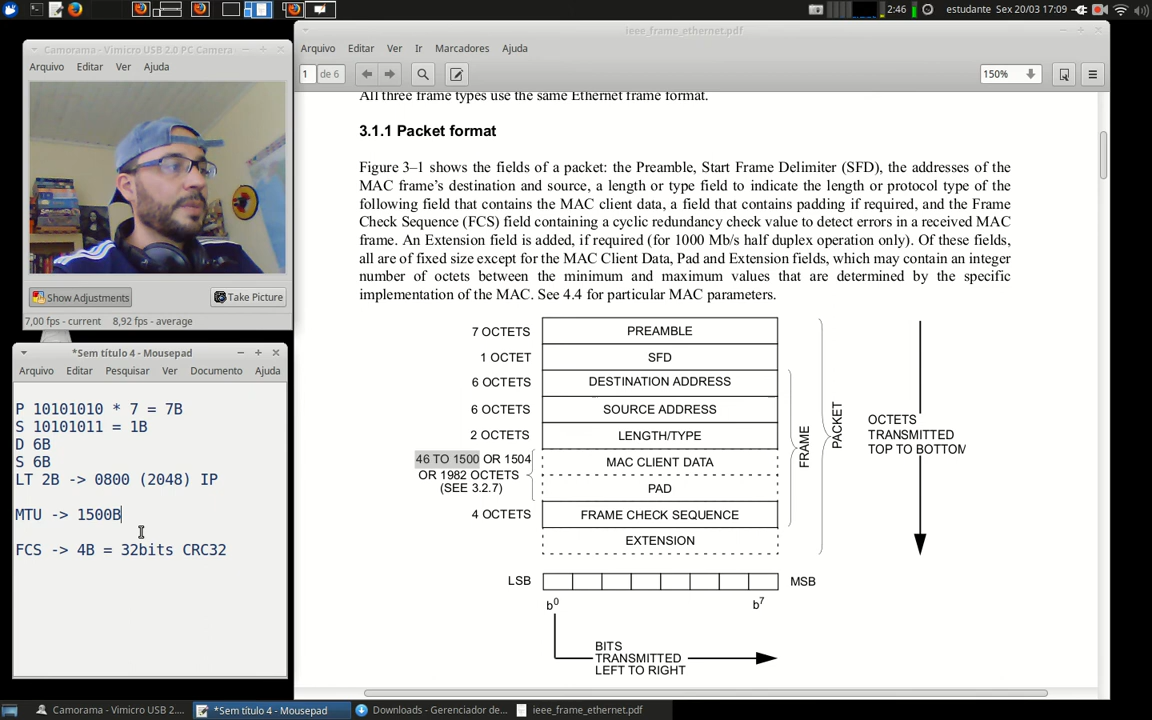 2:46
estudante
Sex 20/03 17:09
Camorama - Vimicro USB 2.0 PC Camera
Arquivo Editar Ver Ajuda
Show Adjustments
Take Picture
7,00 fps - current 8,92 fps - average
*Sem título 4 - Mousepad
Arquivo Editar Pesquisar Ver Documento Ajuda
P 10101010 * 7 = 7B
S 10101011 = 1B
D 6B
S 6B
LT 2B -> 0800 (2048) IP
MTU -> 1500B
FCS -> 4B = 32bits CRC32
ieee_frame_ethernet.pdf
Arquivo Editar Ver Ir Marcadores Ajuda
1 de 6
150%
All three frame types use the same Ethernet frame format.
3.1.1 Packet format
Figure 3–1 shows the fields of a packet: the Preamble, Start Frame Delimiter (SFD), the addresses of the
MAC frame's destination and source, a length or type field to indicate the length or protocol type of the
following field that contains the MAC client data, a field that contains padding if required, and the Frame
Check Sequence (FCS) field containing a cyclic redundancy check value to detect errors in a received MAC
frame. An Extension field is added, if required (for 1000 Mb/s half duplex operation only). Of these fields,
all are of fixed size except for the MAC Client Data, Pad and Extension fields, which may contain an integer
number of octets between the minimum and maximum values that are determined by the specific
implementation of the MAC. See 4.4 for particular MAC parameters.
7 OCTETS PREAMBLE
1 OCTET SFD
6 OCTETS DESTINATION ADDRESS
6 OCTETS SOURCE ADDRESS
2 OCTETS LENGTH/TYPE
46 TO 1500 OR 1504
OR 1982 OCTETS
(SEE 3.2.7)
MAC CLIENT DATA
PAD
4 OCTETS FRAME CHECK SEQUENCE
EXTENSION
FRAME
PACKET
OCTETS
TRANSMITTED
TOP TO BOTTOM
LSB MSB
b0 b7
BITS
TRANSMITTED
LEFT TO RIGHT
Camorama - Vimicro USB 2....
*Sem título 4 - Mousepad
Downloads - Gerenciador de...
ieee_frame_ethernet.pdf